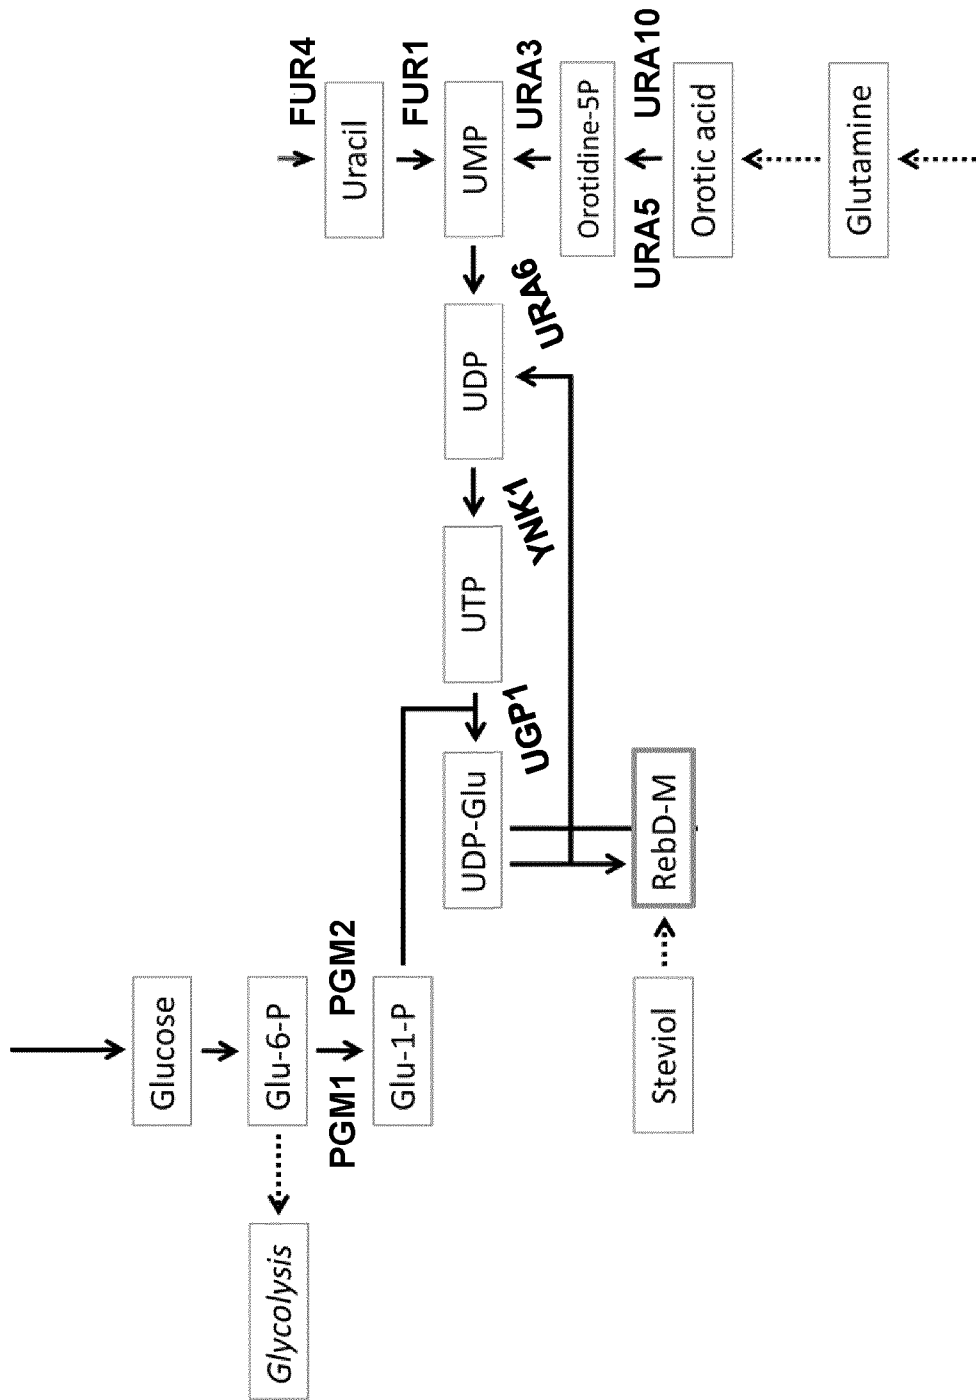 Glycolysis
Glucose
Glu-6-P
PGM1
PGM2
Glu-1-P
Steviol
RebD-M
UDP-Glu
UGP1
UTP
YNK1
UDP
URA6
UMP
FUR4
Uracil
FUR1
URA3
Orotidine-5P
URA5
URA10
Orotic acid
Glutamine